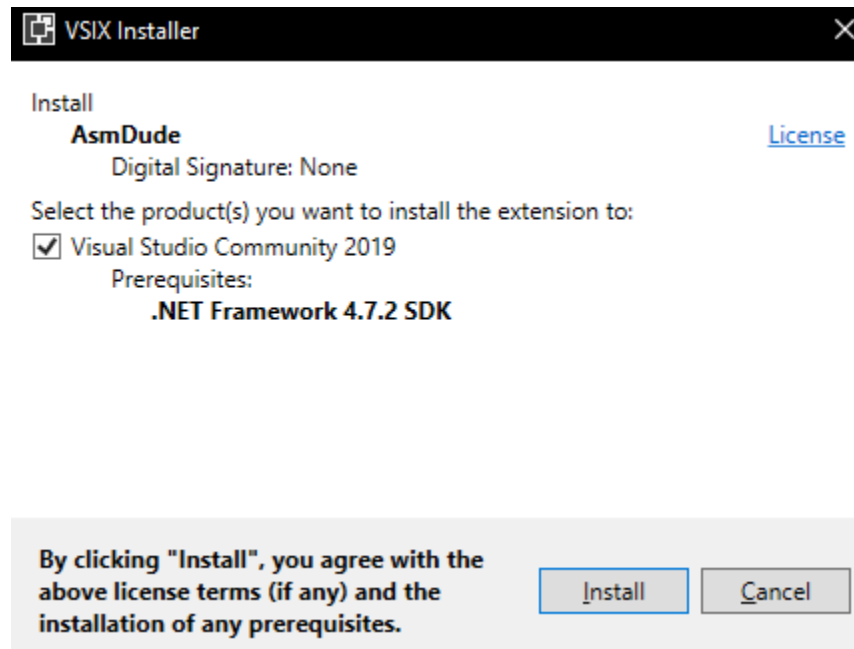 VSIX Installer
Install
AsmDude
License
Digital Signature: None
Select the product(s) you want to install the extension to:
Visual Studio Community 2019
Prerequisites:
.NET Framework 4.7.2 SDK
By clicking "Install", you agree with the
above license terms (if any) and the
installation of any prerequisites.
Install
Cancel